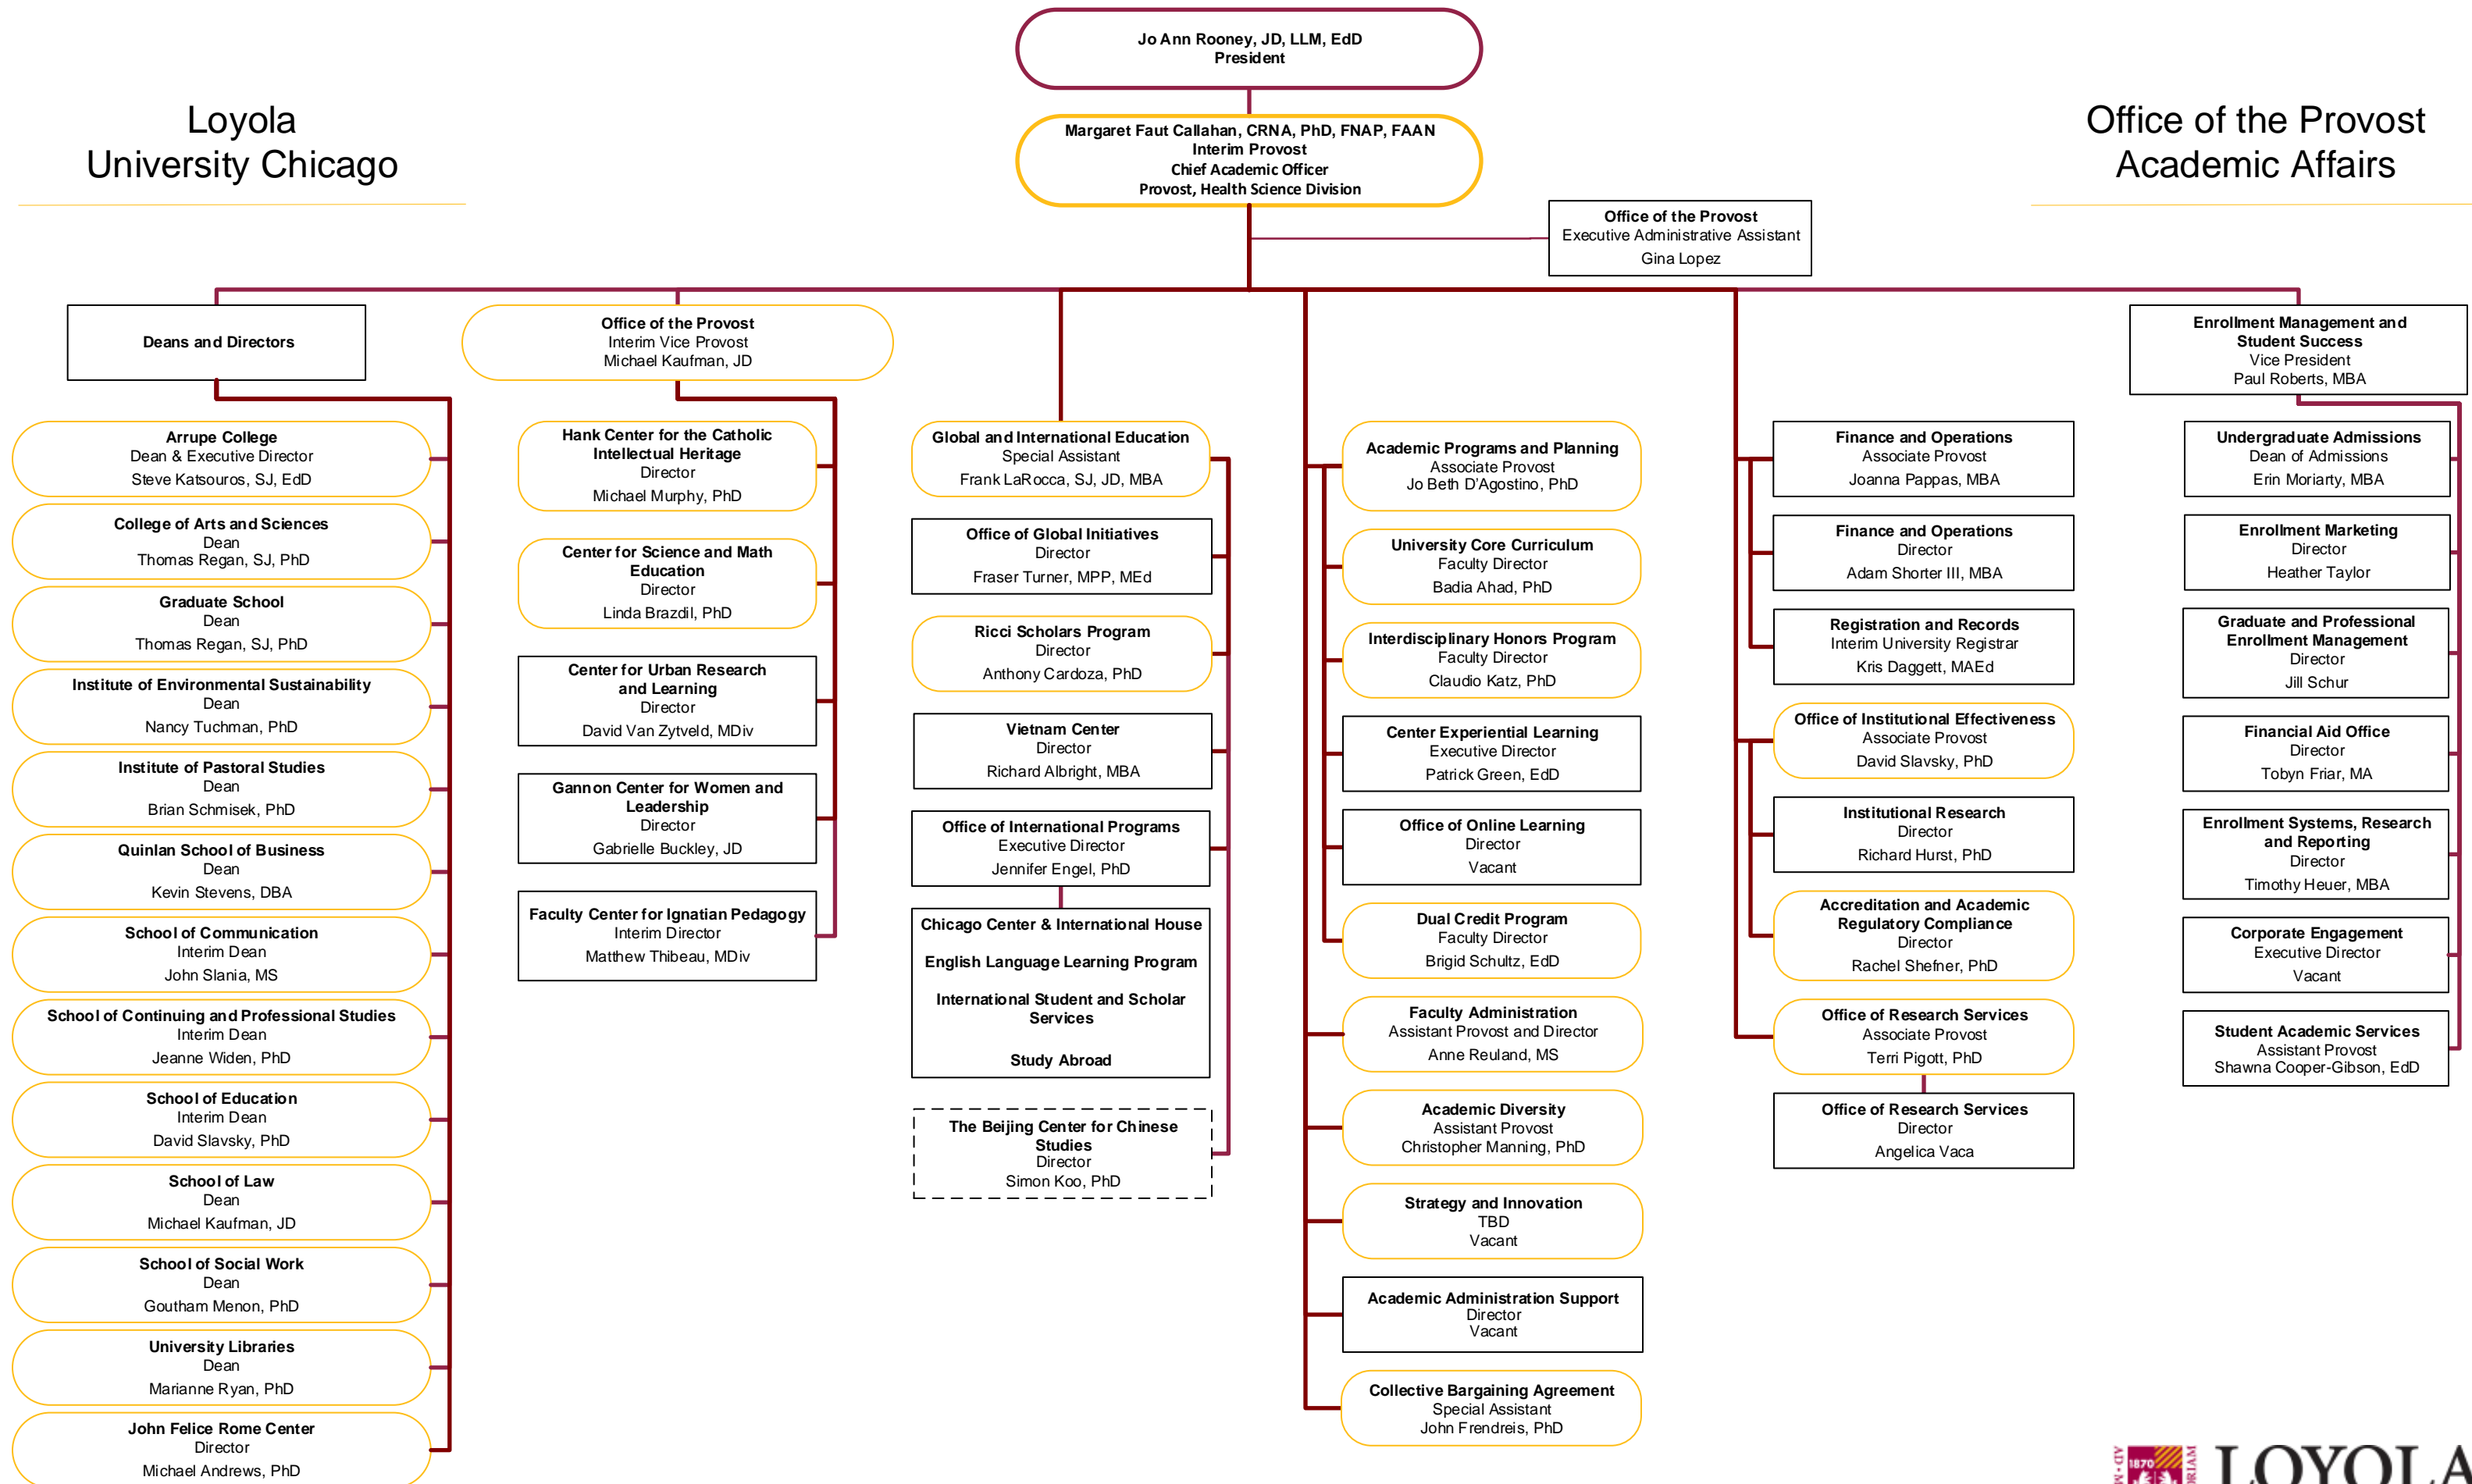 Jo Ann Rooney, JD, LLM, EdD
President
Loyola
University Chicago
Margaret Faut Callahan, CRNA, PhD, FNAP, FAAN
Interim Provost
Chief Academic Officer
Provost, Health Science Division
Office of the Provost
Academic Affairs
Office of the Provost
Executive Administrative Assistant
Gina Lopez
Deans and Directors
Arrupe College
Dean & Executive Director
Steve Katsouros, SJ, EdD
College of Arts and Sciences
Dean
Thomas Regan, SJ, PhD
Graduate School
Dean
Thomas Regan, SJ, PhD
Institute of Environmental Sustainability
Dean
Nancy Tuchman, PhD
Institute of Pastoral Studies
Dean
Brian Schmisek, PhD
Quinlan School of Business
Dean
Kevin Stevens, DBA
School of Communication
Interim Dean
John Slania, MS
School of Continuing and Professional Studies
Interim Dean
Jeanne Widen, PhD
School of Education
Interim Dean
David Slavsky, PhD
School of Law
Dean
Michael Kaufman, JD
School of Social Work
Dean
Goutham Menon, PhD
University Libraries
Dean
Marianne Ryan, PhD
John Felice Rome Center
Director
Michael Andrews, PhD
Office of the Provost
Interim Vice Provost
Michael Kaufman, JD
Hank Center for the Catholic
Intellectual Heritage
Director
Michael Murphy, PhD
Center for Science and Math
Education
Director
Linda Brazdil, PhD
Center for Urban Research
and Learning
Director
David Van Zytveld, MDiv
Gannon Center for Women and
Leadership
Director
Gabrielle Buckley, JD
Faculty Center for Ignatian Pedagogy
Interim Director
Matthew Thibeau, MDiv
Global and International Education
Special Assistant
Frank LaRocca, SJ, JD, MBA
Office of Global Initiatives
Director
Fraser Turner, MPP, MEd
Ricci Scholars Program
Director
Anthony Cardoza, PhD
Vietnam Center
Director
Richard Albright, MBA
Office of International Programs
Executive Director
Jennifer Engel, PhD
Chicago Center & International House
English Language Learning Program
International Student and Scholar
Services
Study Abroad
The Beijing Center for Chinese
Studies
Director
Simon Koo, PhD
Academic Programs and Planning
Associate Provost
Jo Beth D'Agostino, PhD
University Core Curriculum
Faculty Director
Badia Ahad, PhD
Interdisciplinary Honors Program
Faculty Director
Claudio Katz, PhD
Center Experiential Learning
Executive Director
Patrick Green, EdD
Office of Online Learning
Director
Vacant
Dual Credit Program
Faculty Director
Brigid Schultz, EdD
Faculty Administration
Assistant Provost and Director
Anne Reuland, MS
Academic Diversity
Assistant Provost
Christopher Manning, PhD
Strategy and Innovation
TBD
Vacant
Academic Administration Support
Director
Vacant
Collective Bargaining Agreement
Special Assistant
John Frendreis, PhD
Finance and Operations
Associate Provost
Joanna Pappas, MBA
Finance and Operations
Director
Adam Shorter III, MBA
Registration and Records
Interim University Registrar
Kris Daggett, MAEd
Office of Institutional Effectiveness
Associate Provost
David Slavsky, PhD
Institutional Research
Director
Richard Hurst, PhD
Accreditation and Academic
Regulatory Compliance
Director
Rachel Shefner, PhD
Office of Research Services
Associate Provost
Terri Pigott, PhD
Office of Research Services
Director
Angelica Vaca
Enrollment Management and
Student Success
Vice President
Paul Roberts, MBA
Undergraduate Admissions
Dean of Admissions
Erin Moriarty, MBA
Enrollment Marketing
Director
Heather Taylor
Graduate and Professional
Enrollment Management
Director
Jill Schur
Financial Aid Office
Director
Tobyn Friar, MA
Enrollment Systems, Research
and Reporting
Director
Timothy Heuer, MBA
Corporate Engagement
Executive Director
Vacant
Student Academic Services
Assistant Provost
Shawna Cooper-Gibson, EdD
1870
LOYOLA